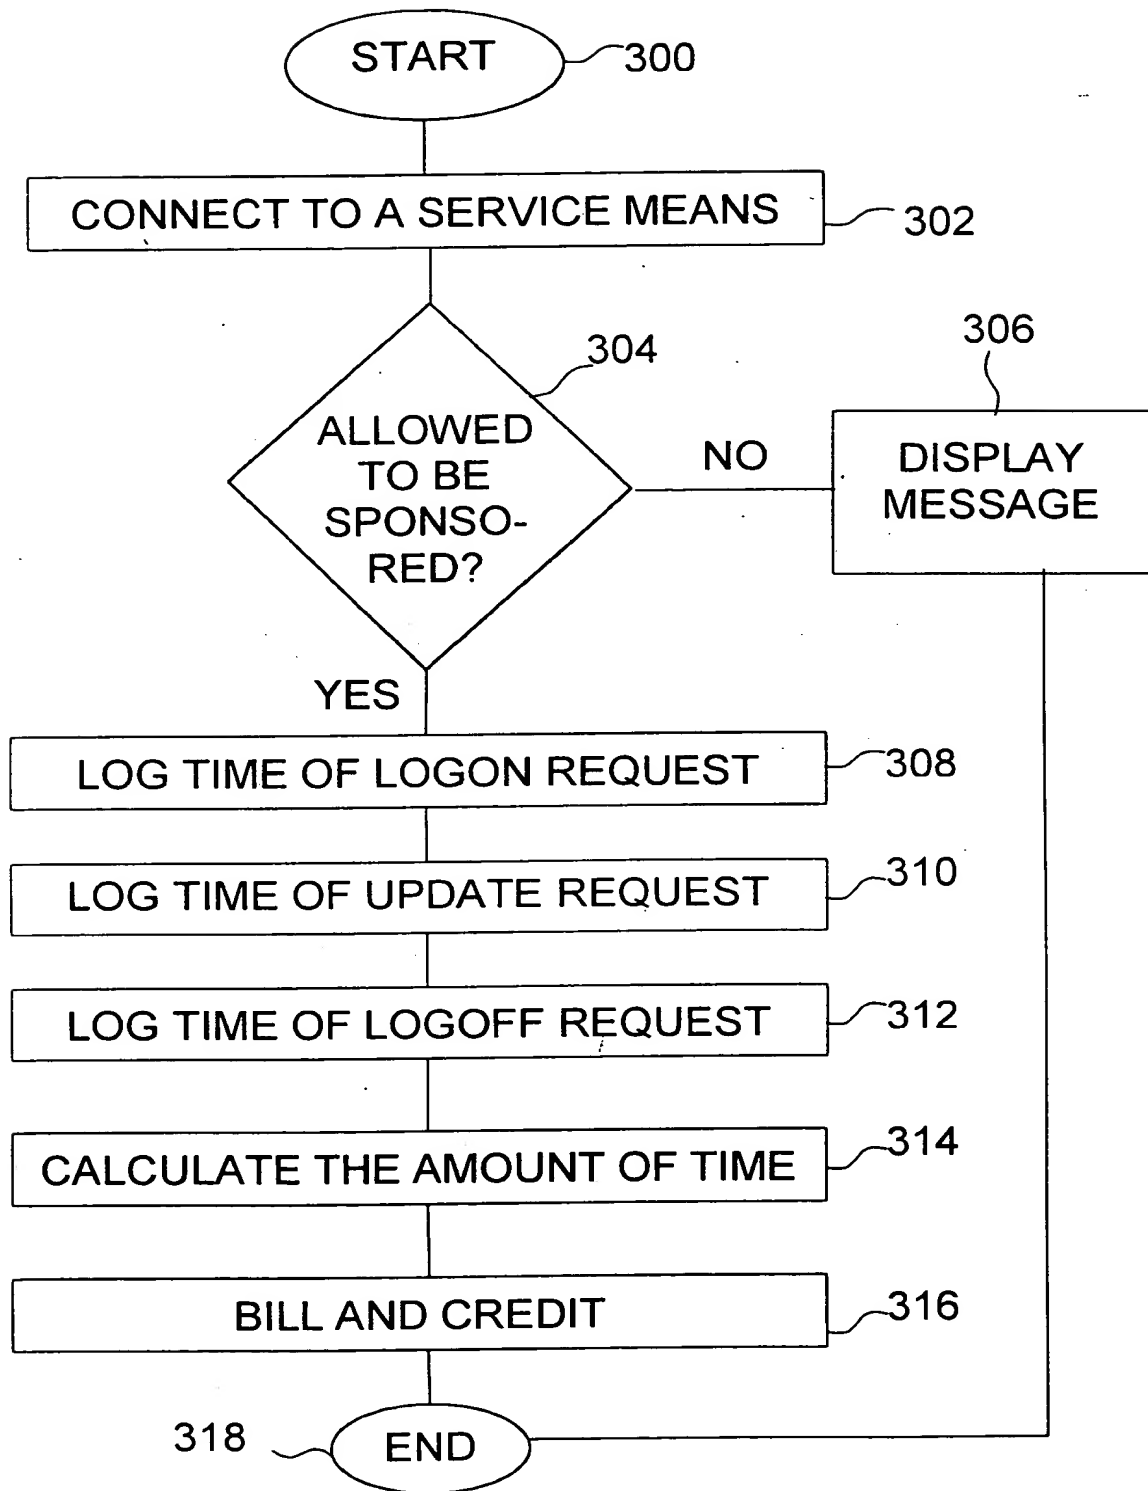 START
300
CONNECT TO A SERVICE MEANS
302
304
306
ALLOWED
TO BE
SPONSO-
RED?
NO
DISPLAY
MESSAGE
YES
LOG TIME OF LOGON REQUEST
308
LOG TIME OF UPDATE REQUEST
310
LOG TIME OF LOGOFF REQUEST
312
CALCULATE THE AMOUNT OF TIME
314
BILL AND CREDIT
316
318
END